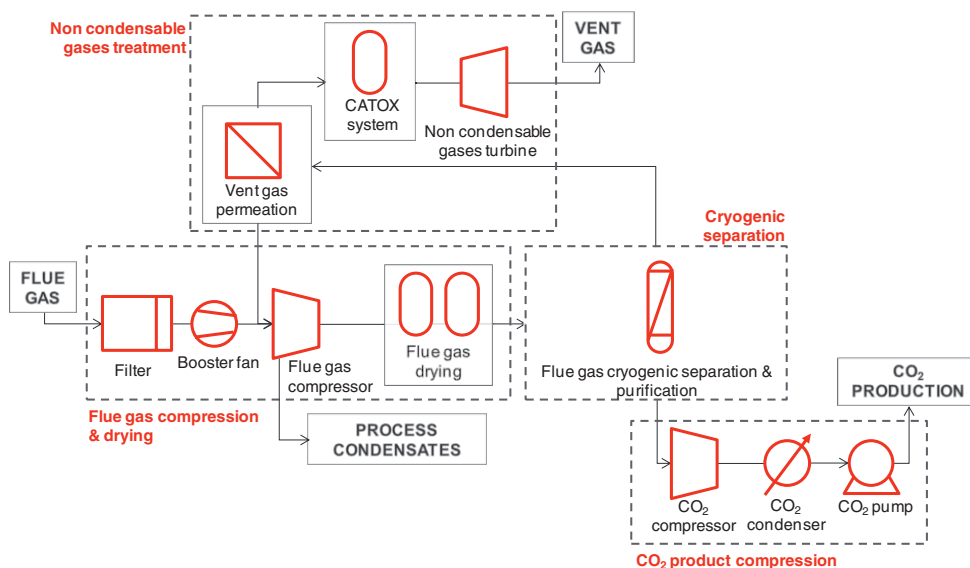 Non condensable
gases treatment
VENT
GAS
CATOX
system
Non condensable
gases turbine
Vent gas
permeation
Cryogenic
separation
FLUE
GAS
Filter
Booster fan
Flue gas
compressor
Flue gas
drying
Flue gas cryogenic separation &
purification
CO₂
PRODUCTION
Flue gas compression
& drying
PROCESS
CONDENSATES
CO₂
compressor
CO₂
condenser
CO₂ pump
CO₂ product compression